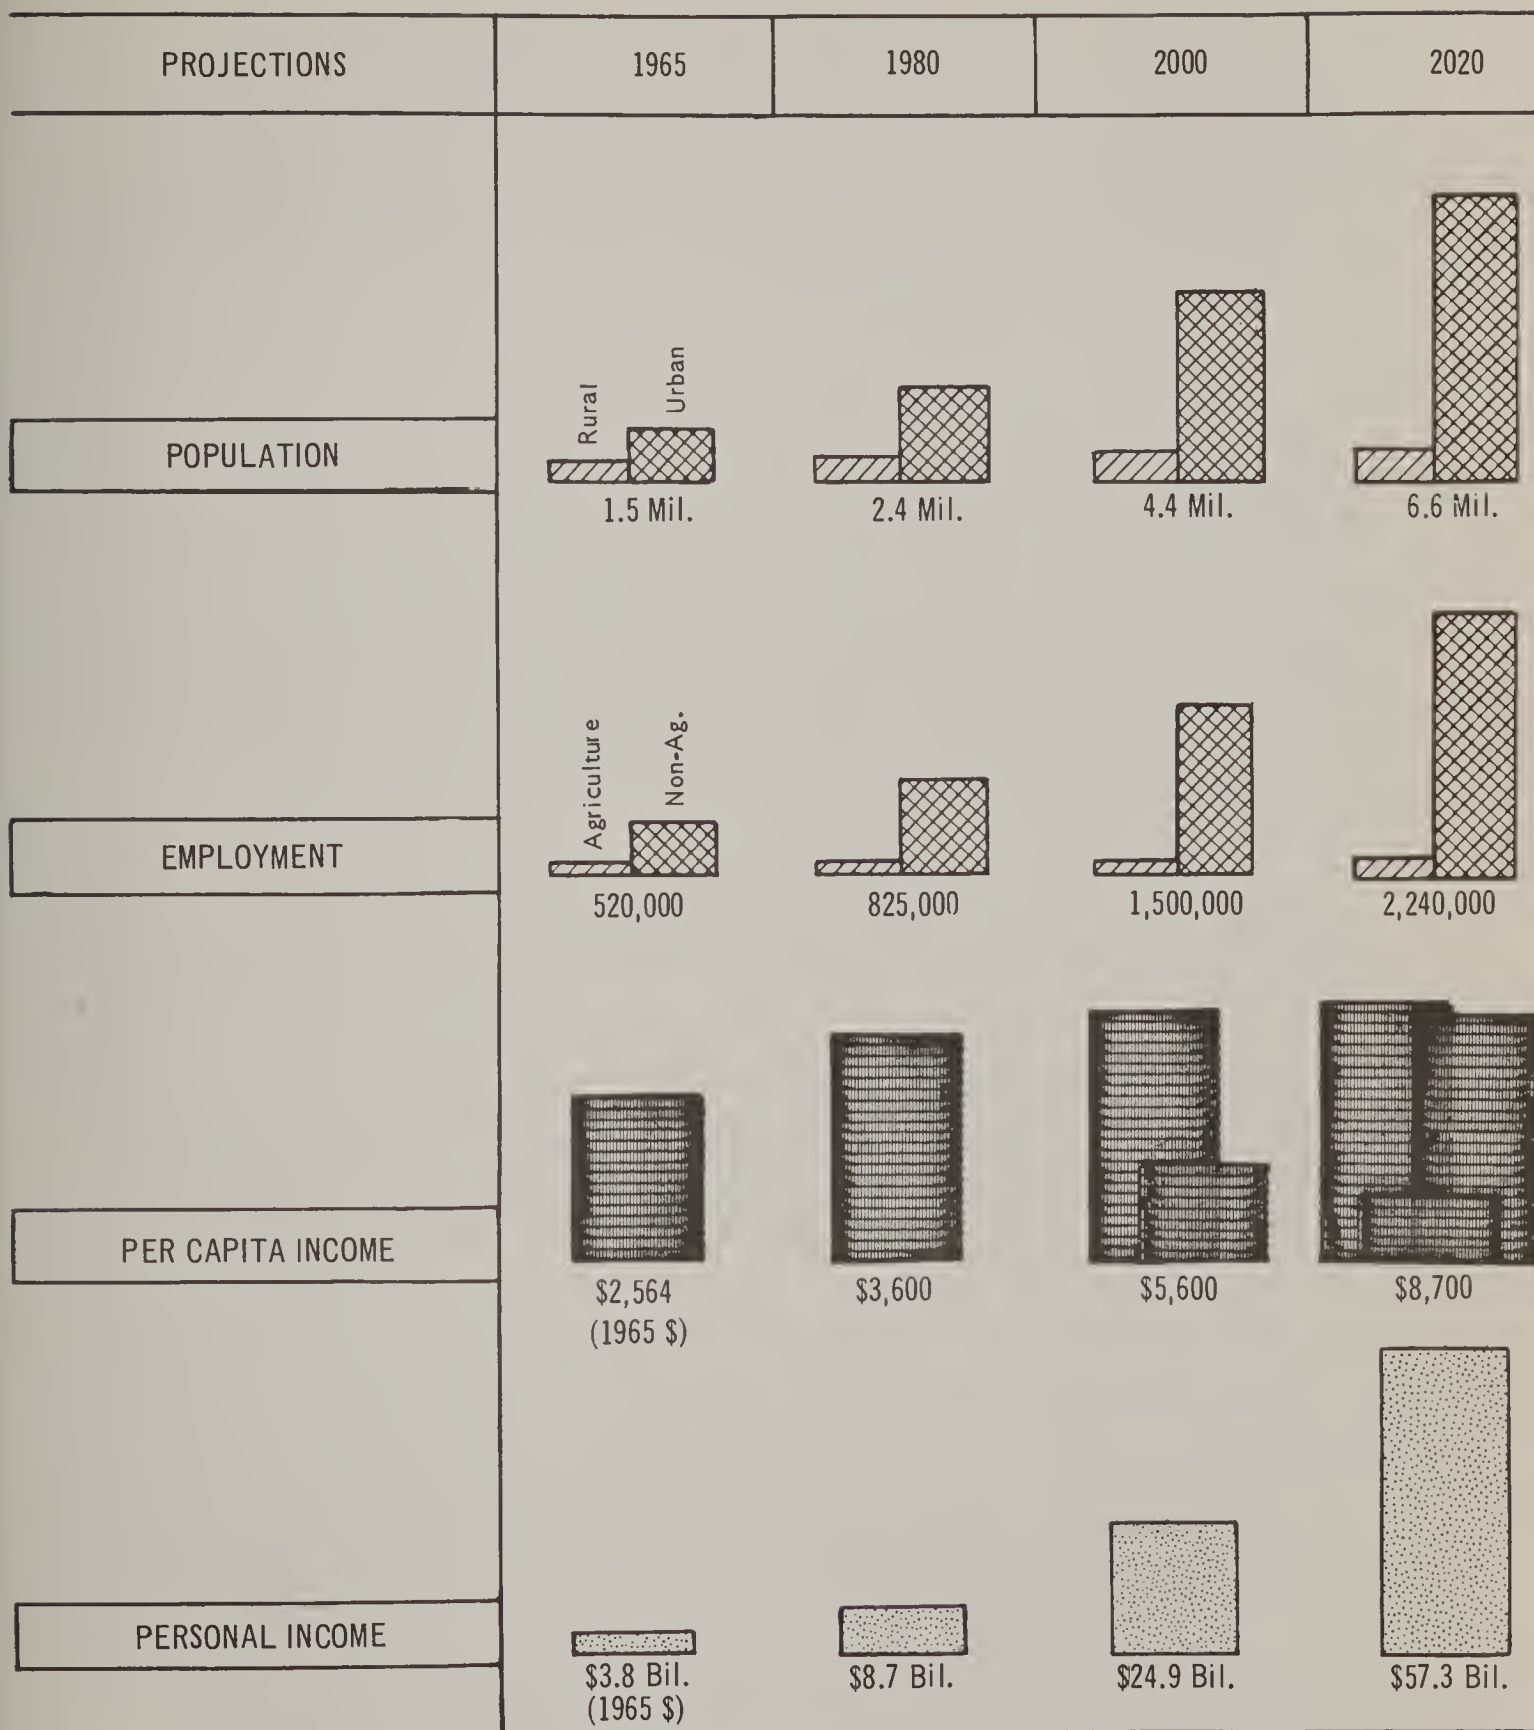 PROJECTIONS 1965 1980 2000 2020
Rural Urban
POPULATION
1.5 Mil. 2.4 Mil. 4.4 Mil. 6.6 Mil.
Agriculture Non-Ag.
EMPLOYMENT
520,000 825,000 1,500,000 2,240,000
PER CAPITA INCOME
$2,564 $3,600 $5,600 $8,700
(1965 $)
PERSONAL INCOME
$3.8 Bil. $8.7 Bil. $24.9 Bil. $57.3 Bil.
(1965 $)